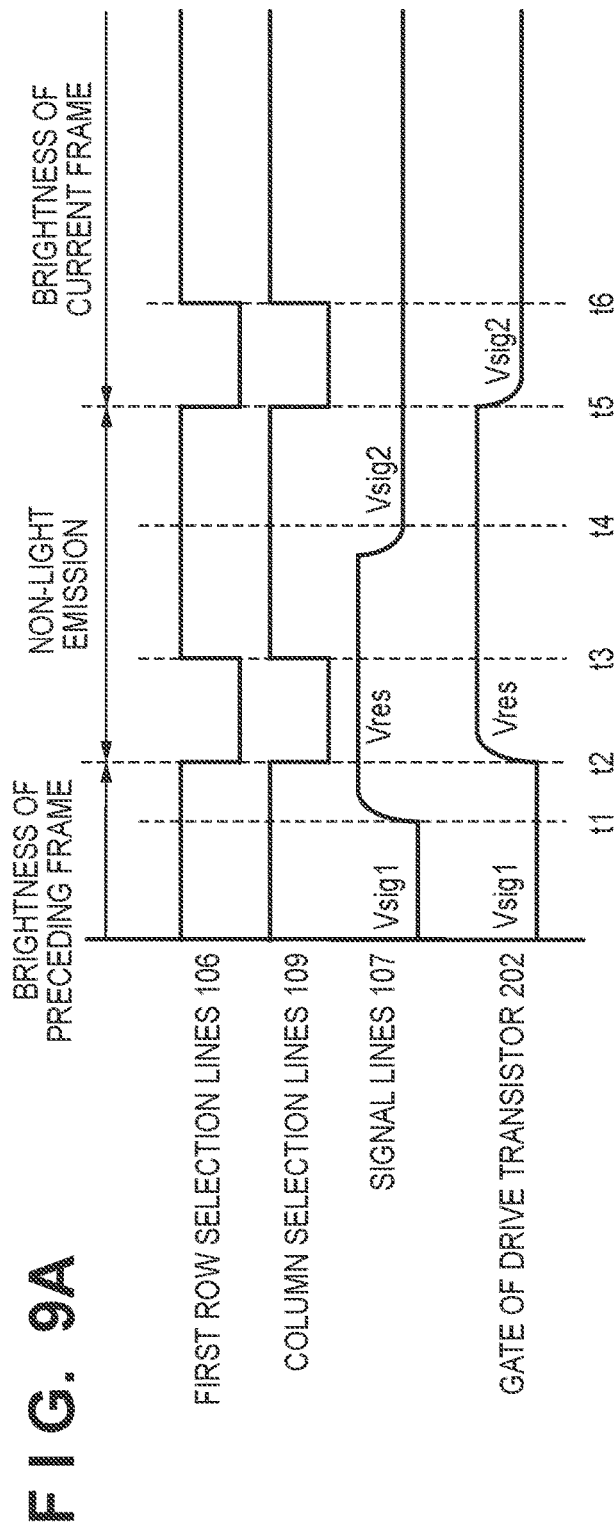 FIG. 9A
BRIGHTNESS OF
PRECEDING FRAME
NON-LIGHT
EMISSION
BRIGHTNESS OF
CURRENT FRAME
FIRST ROW SELECTION LINES 106
COLUMN SELECTION LINES 109
SIGNAL LINES 107
Vsig1
Vres
Vsig2
GATE OF DRIVE TRANSISTOR 202
Vsig1
Vres
Vsig2
t1
t2
t3
t4
t5
t6